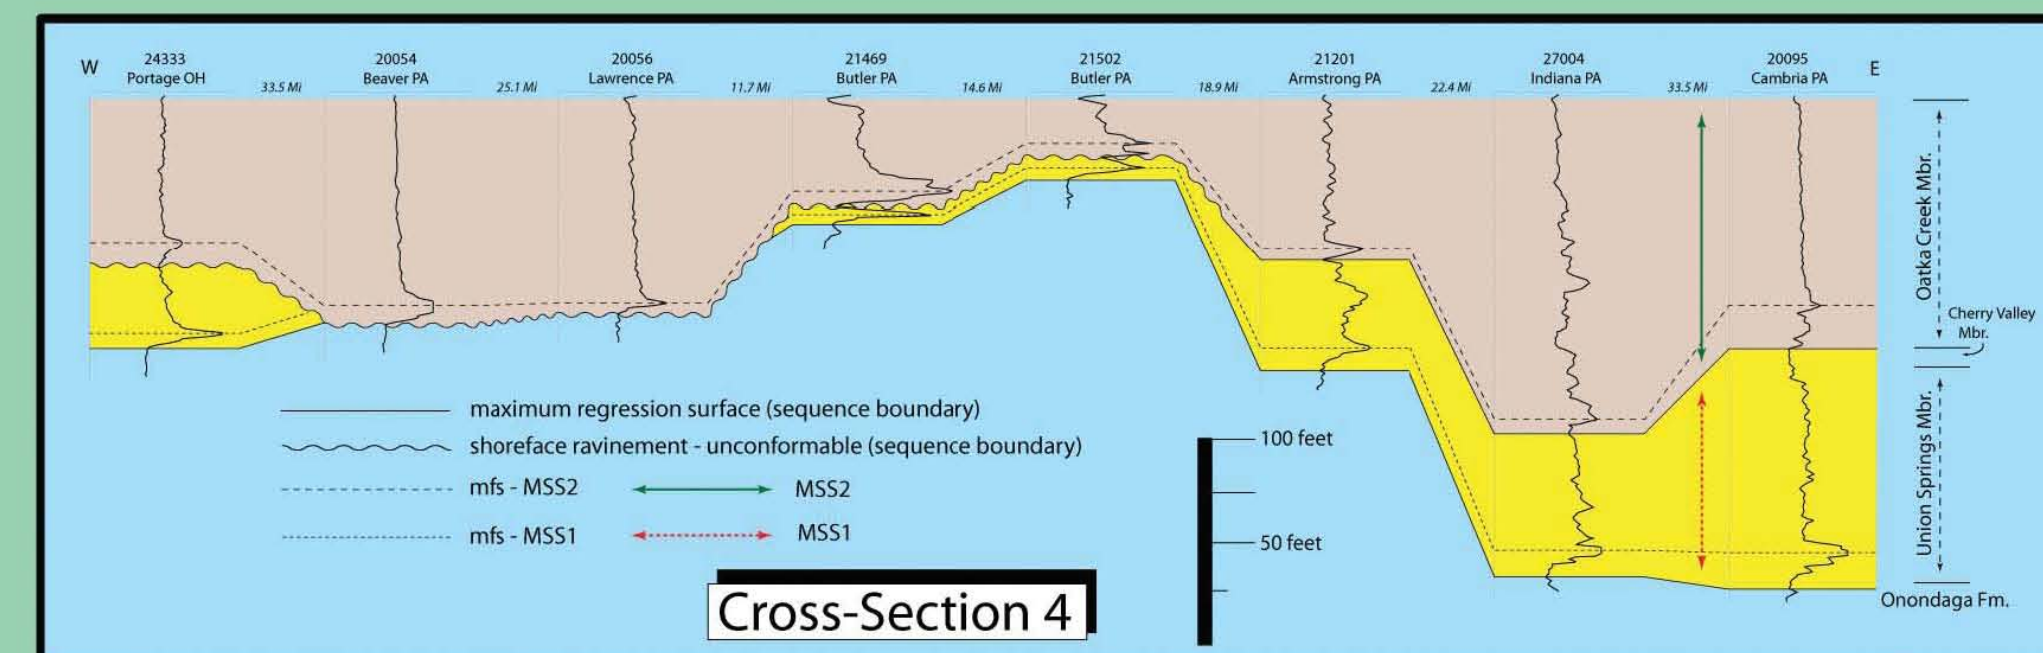 W
24333
Portage OH
33.5 Mi
20054
Beaver PA
25.1 Mi
20056
Lawrence PA
11.7 Mi
21469
Butler PA
14.6 Mi
21502
Butler PA
18.9 Mi
21201
Armstrong PA
22.4 Mi
27004
Indiana PA
33.5 Mi
20095
Cambria PA
E
Oatka Creek Mbr.
Cherry Valley
Mbr.
Union Springs Mbr.
Onondaga Fm.
maximum regression surface (sequence boundary)
shoreface ravinement - unconformable (sequence boundary)
mfs - MSS2
MSS2
mfs - MSS1
MSS1
100 feet
50 feet
Cross-Section 4